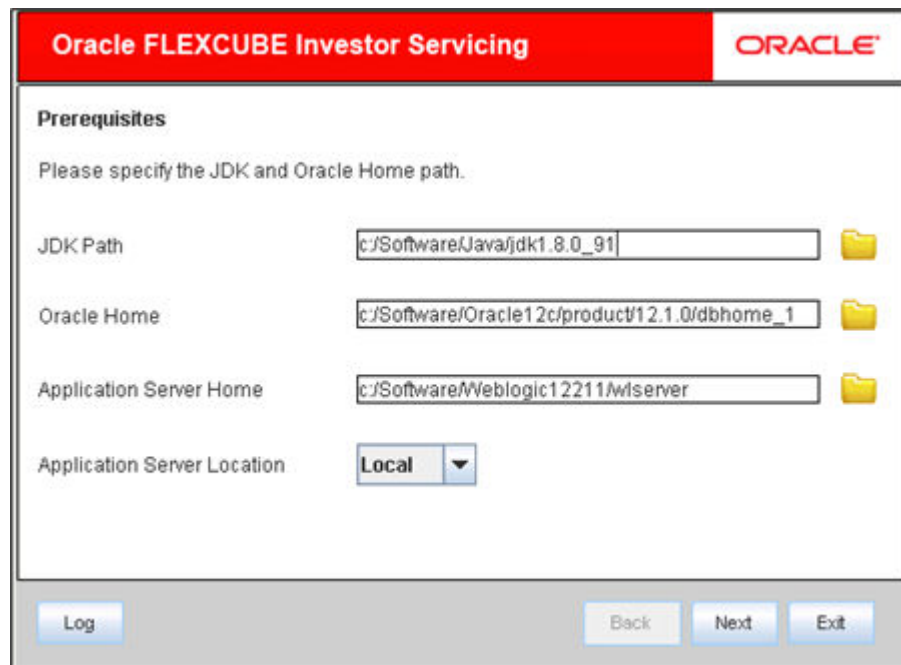 Oracle FLEXCUBE Investor Servicing
ORACLE
Prerequisites
Please specify the JDK and Oracle Home path.
JDK Path
c:/Software/Java/jdk1.8.0_91
Oracle Home
c:/Software/Oracle12c/product/12.1.0/dbhome_1
Application Server Home
c:/Software/Weblogic12211/wlserver
Application Server Location
Local
Log
Back
Next
Exit